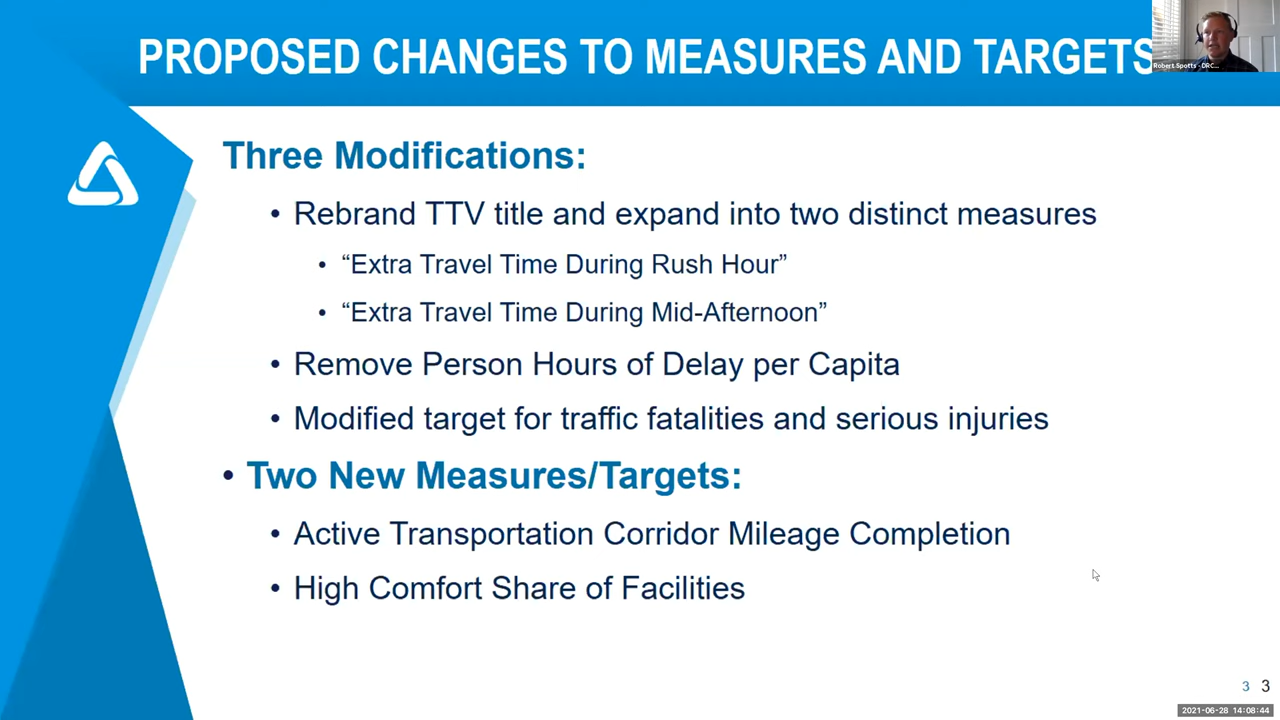 PROPOSED CHANGES TO MEASURES AND TARGETS
Robert Spotts - DRC...
Three Modifications:
• Rebrand TTV title and expand into two distinct measures
• “Extra Travel Time During Rush Hour”
• “Extra Travel Time During Mid-Afternoon”
• Remove Person Hours of Delay per Capita
• Modified target for traffic fatalities and serious injuries
• Two New Measures/Targets:
• Active Transportation Corridor Mileage Completion
• High Comfort Share of Facilities
3 3
2021-06-28 14:08:44